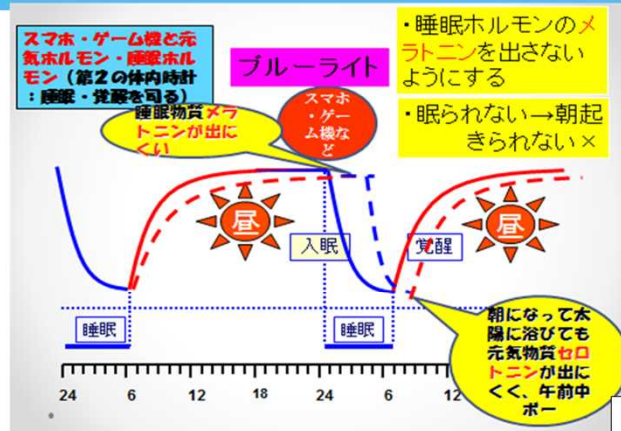 スマホ・ゲーム機と元
気ホルモン・睡眠ホル
モン（第2の体内時計
：睡眠・覚醒を司る）
ブルーライト
・睡眠ホルモンのメ
ラトニンを出さない
ようにする
・眠られない→朝起
きられない×
睡眠物質メラ
トニンが出に
くい
スマホ
・ゲー
ム機な
ど
昼
入眠
覚醒
昼
睡眠
睡眠
朝になって太
陽に浴びても
元気物質セロ
トニンが出に
くく、午前中
ボー
24 6 12 18 24 6 12